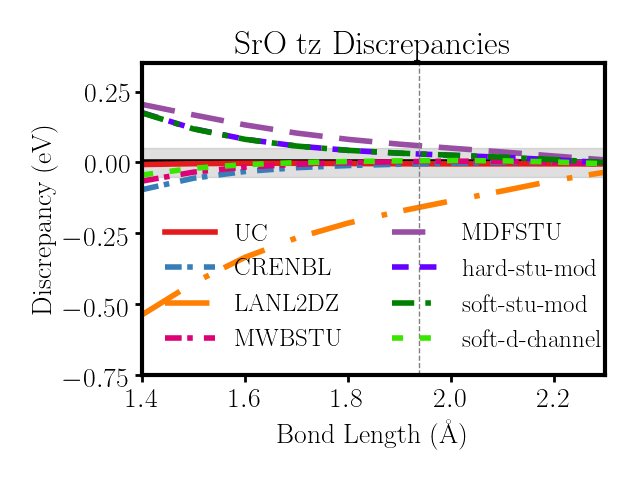 SrO tz Discrepancies
Discrepancy (eV)
0.25
0.00
−0.25
−0.50
−0.75
UC
CRENBL
LANL2DZ
MWBSTU
MDFSTU
hard-stu-mod
soft-stu-mod
soft-d-channel
1.4 1.6 1.8 2.0 2.2
Bond Length (Å)